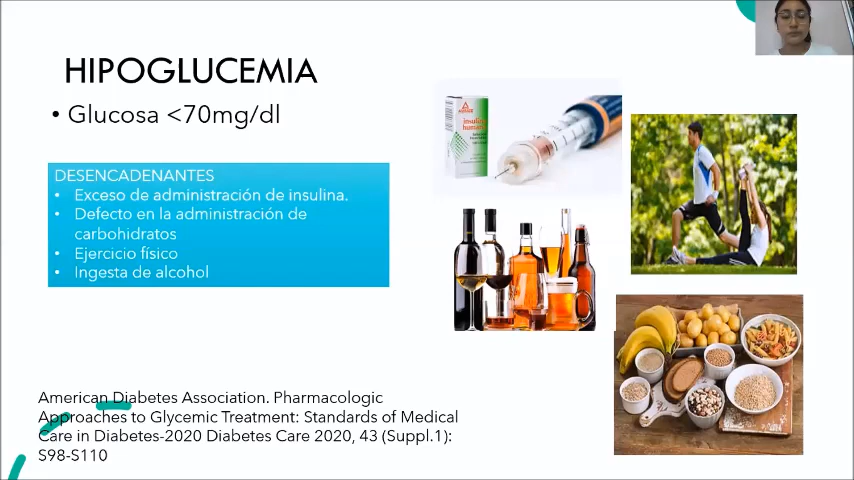 HIPOGLUCEMIA
• Glucosa <70mg/dl
DESENCADENANTES
• Exceso de administración de insulina.
• Defecto en la administración de
carbohidratos
• Ejercicio físico
• Ingesta de alcohol
insulina
humana
American Diabetes Association. Pharmacologic
Approaches to Glycemic Treatment: Standards of Medical
Care in Diabetes-2020 Diabetes Care 2020, 43 (Suppl.1):
S98-S110